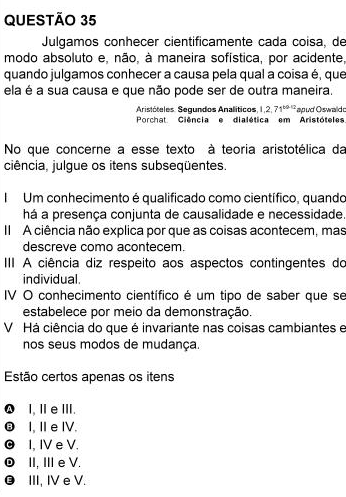 QUESTÃO 35
Julgamos conhecer cientificamente cada coisa, de
modo absoluto e, não, à maneira sofística, por acidente,
quando julgamos conhecer a causa pela qual a coisa é, que
ela é a sua causa e que não pode ser de outra maneira.
Aristóteles. Segundos Analíticos, I, 2, 71b9-12 apud Oswaldo
Porchat. Ciência e dialética em Aristóteles.
No que concerne a esse texto à teoria aristotélica da
ciência, julgue os itens subseqüentes.
I Um conhecimento é qualificado como científico, quando
há a presença conjunta de causalidade e necessidade.
II A ciência não explica por que as coisas acontecem, mas
descreve como acontecem.
III A ciência diz respeito aos aspectos contingentes do
individual.
IV O conhecimento científico é um tipo de saber que se
estabelece por meio da demonstração.
V Há ciência do que é invariante nas coisas cambiantes e
nos seus modos de mudança.
Estão certos apenas os itens
A I, II e III.
B I, II e IV.
C I, IV e V.
D II, III e V.
E III, IV e V.